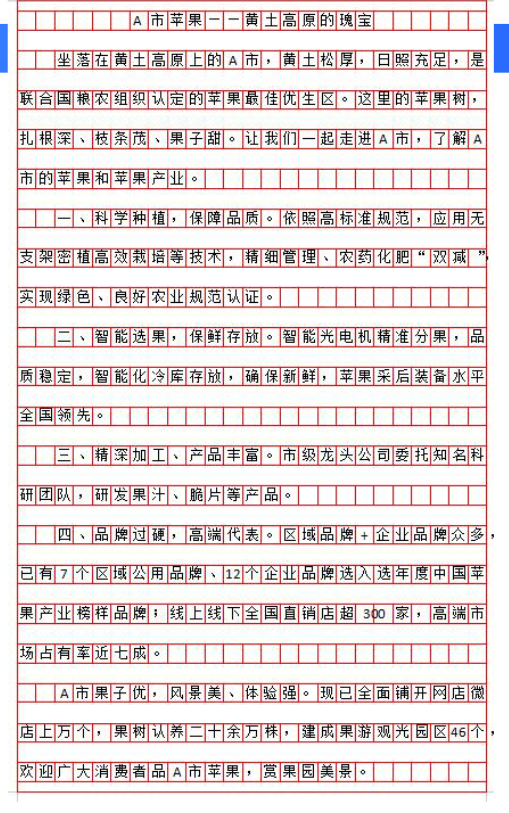 A市苹果——黄土高原的瑰宝
坐落在黄土高原上的A市，黄土松厚，日照充足，是
联合国粮农组织认定的苹果最佳优生区。这里的苹果树，
扎根深、枝条茂、果子甜。让我们一起走进A市，了解A
市的苹果和苹果产业。
一、科学种植，保障品质。依照高标准规范，应用无
支架密植高效栽培等技术，精细管理、农药化肥“双减”，
实现绿色、良好农业规范认证。
二、智能选果，保鲜存放。智能光电机精准分果，品
质稳定，智能化冷库存放，确保新鲜，苹果采后装备水平
全国领先。
三、精深加工、产品丰富。市级龙头公司委托知名科
研团队，研发果汁、脆片等产品。
四、品牌过硬，高端代表。区域品牌+企业品牌众多，
已有7个区域公用品牌、12个企业品牌选入选年度中国苹
果产业榜样品牌；线上线下全国直销店超300家，高端市
场占有率近七成。
A市果子优，风景美、体验强。现已全面铺开网店微
店上万个，果树认养二十余万株，建成果游观光园区46个，
欢迎广大消费者品A市苹果，赏果园美景。